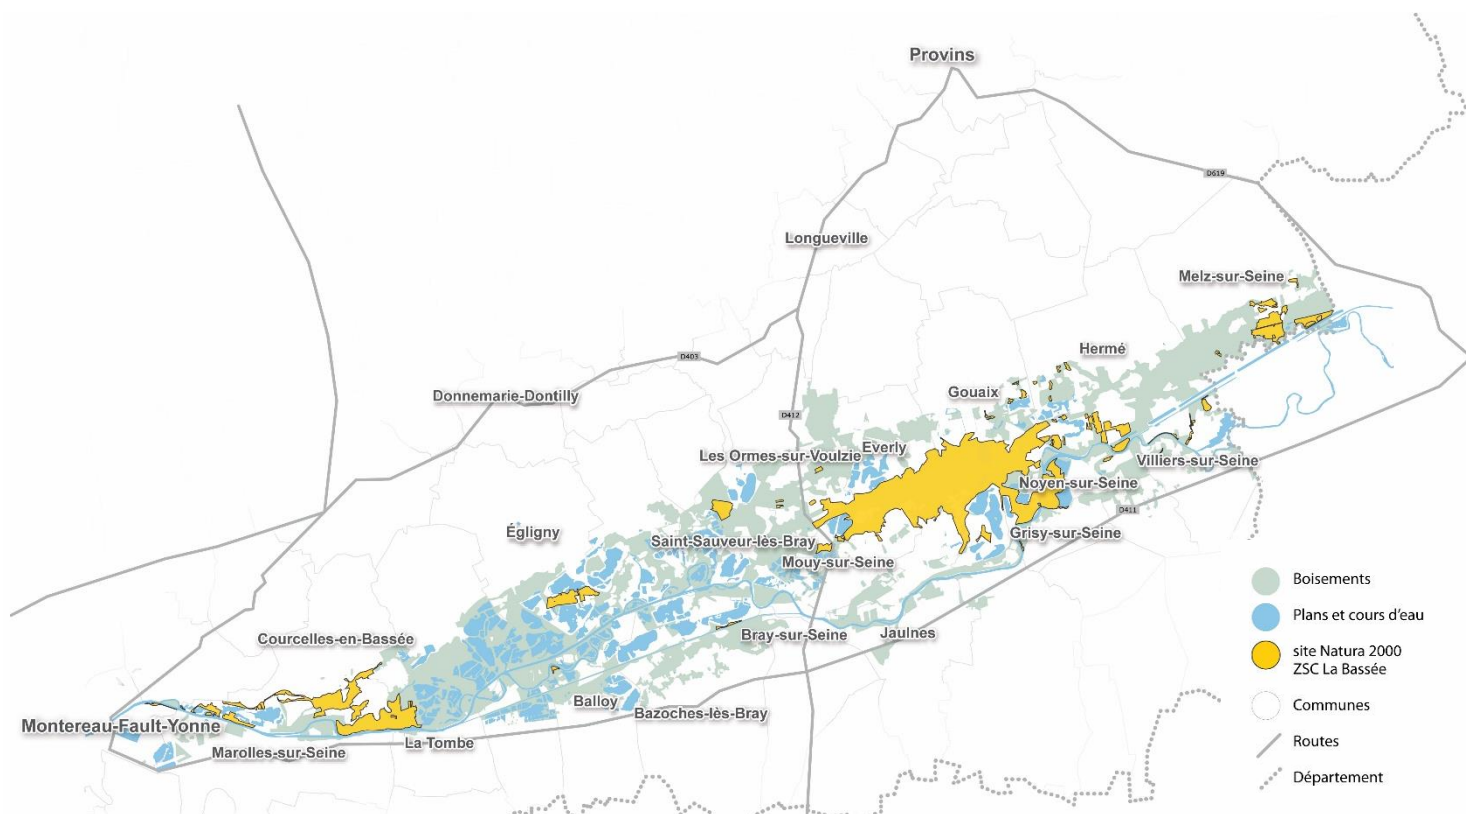 Provins
D619
Longueville
Melz-sur-Seine
Hermé
D403
Gouaix
Donnemarie-Dontilly
D412
Everly
Les Ormes-sur-Voulzie
Villiers-sur-Seine
Noyen-sur-Seine
D411
Égligny
Grisy-sur-Seine
Saint-Sauveur-lès-Bray
Mouy-sur-Seine
Courcelles-en-Bassée
Bray-sur-Seine
Jaulnes
Balloy
Bazoches-lès-Bray
Montereau-Fault-Yonne
La Tombe
Marolles-sur-Seine
Boisements
Plans et cours d'eau
site Natura 2000
ZSC La Bassée
Communes
Routes
Département